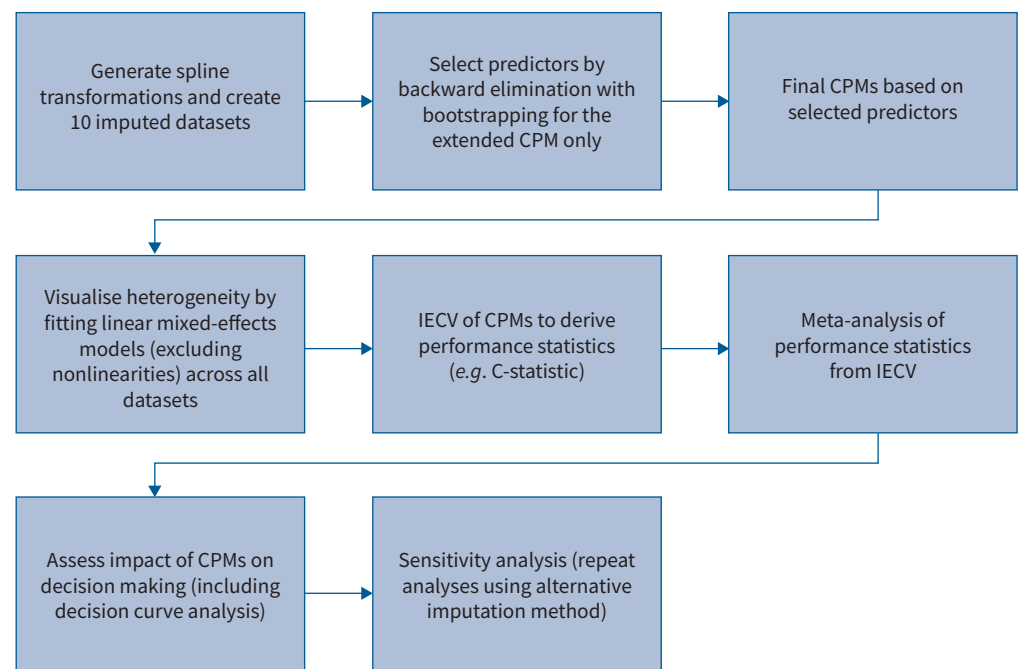 Generate spline
transformations and create
10 imputed datasets
Select predictors by
backward elimination with
bootstrapping for the
extended CPM only
Final CPMs based on
selected predictors
Visualise heterogeneity by
fitting linear mixed-effects
models (excluding
nonlinearities) across all
datasets
IECV of CPMs to derive
performance statistics
(e.g. C-statistic)
Meta-analysis of
performance statistics
from IECV
Assess impact of CPMs on
decision making (including
decision curve analysis)
Sensitivity analysis (repeat
analyses using alternative
imputation method)